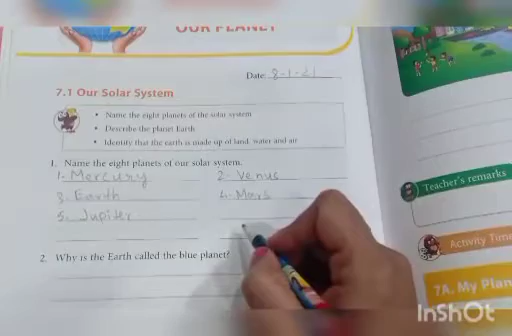 OUR PLANET
Date: 8-1-21
7.1 Our Solar System
• Name the eight planets of the solar system
• Describe the planet Earth
• Identify that the earth is made up of land, water and air
1. Name the eight planets of our solar system.
1. Mercury 2. Venus
3. Earth 4. Mars
5. Jupiter
2. Why is the Earth called the blue planet?
Teacher's remarks
Activity Time
7A. My Plan
InShOt